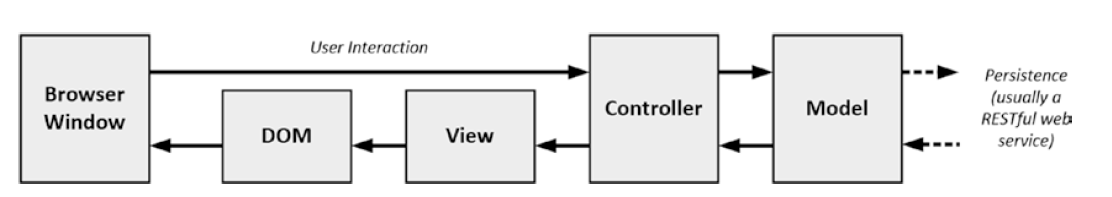 User Interaction
Browser
Window
DOM
View
Controller
Model
Persistence
(usually a
RESTful web
service)